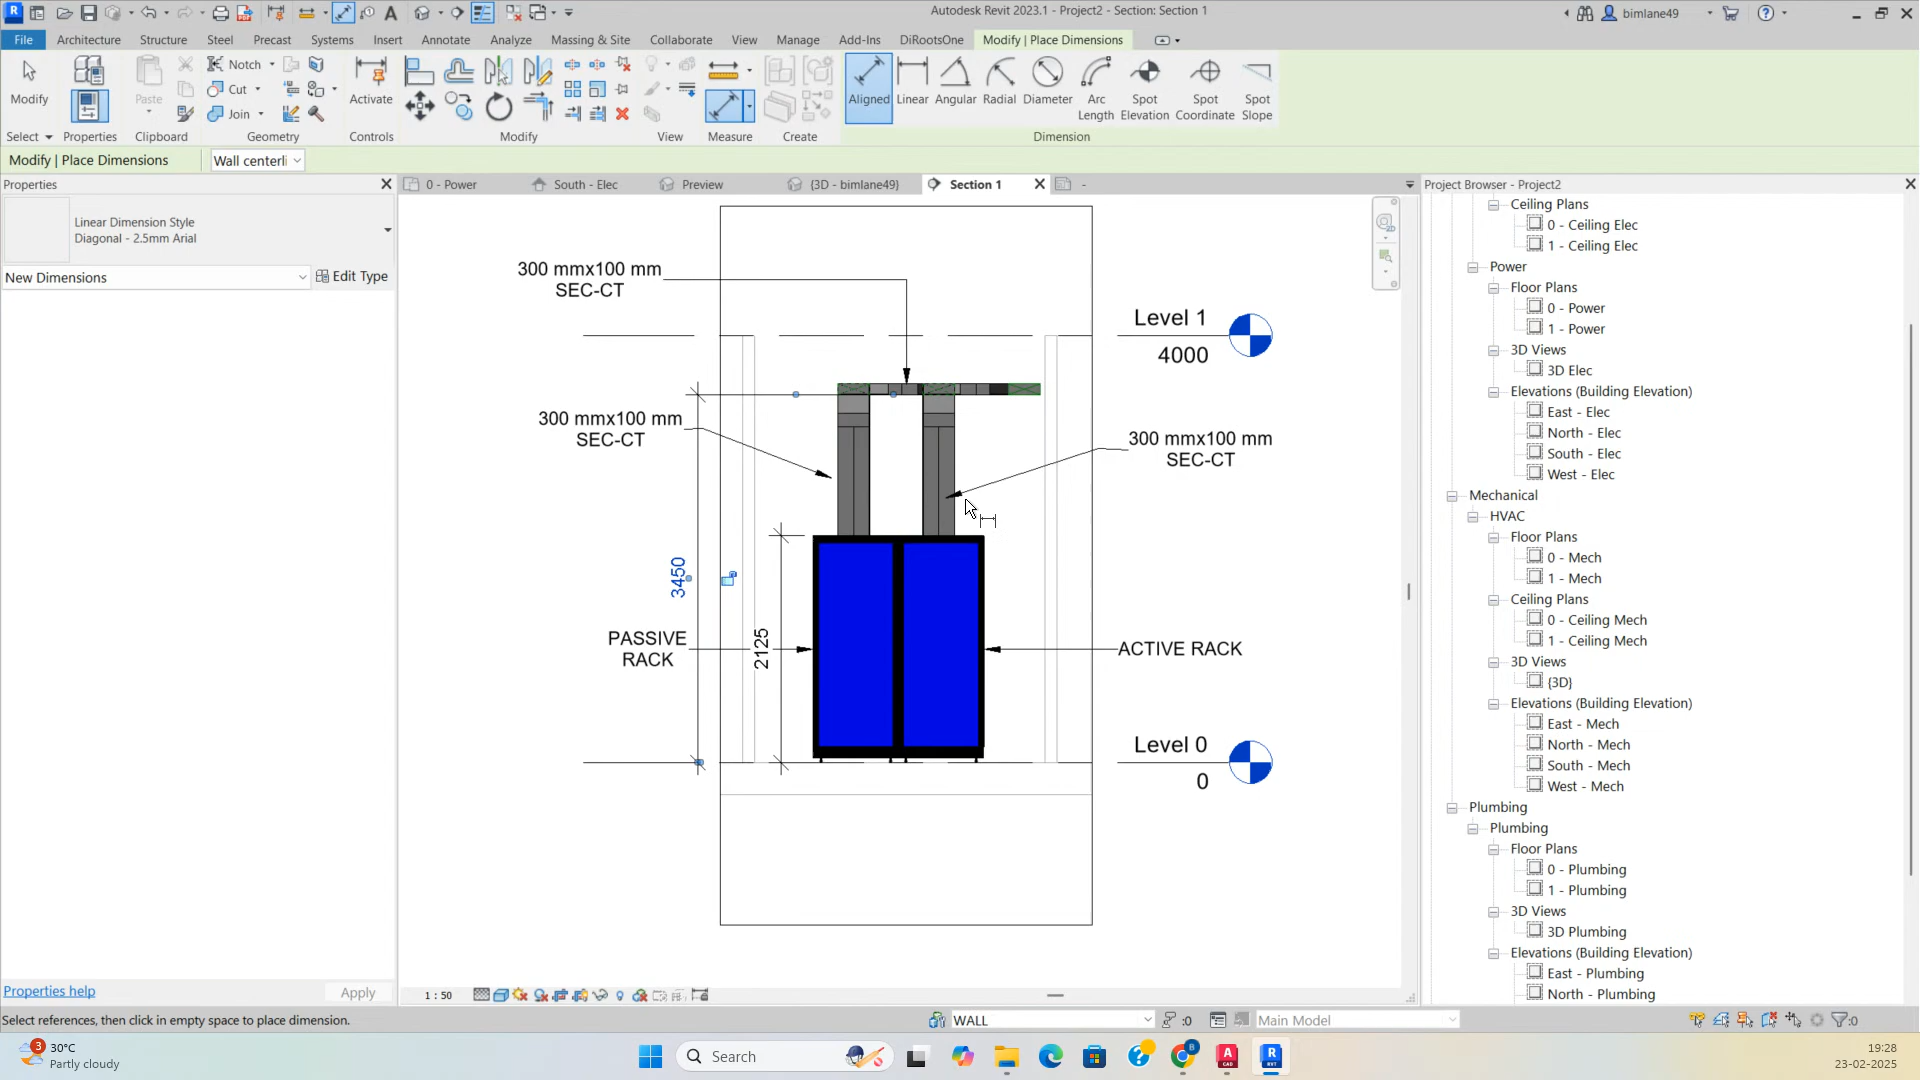 Autodesk Revit 2023.1 - Project2 - Section: Section 1
bimlane49
File Architecture Structure Steel Precast Systems Insert Annotate Analyze Massing & Site Collaborate View Manage Add-Ins DiRootsOne Modify | Place Dimensions
Modify
Paste
Notch
Cut
Join
Activate
Aligned
Linear
Angular
Radial
Diameter
Arc Length
Spot Elevation
Spot Coordinate
Spot Slope
Select Properties Clipboard Geometry Controls Modify View Measure Create Dimension
Modify | Place Dimensions Wall centerli
Properties
0 - Power South - Elec Preview {3D - bimlane49} Section 1 -
Project Browser - Project2
Linear Dimension Style
Diagonal - 2.5mm Arial
New Dimensions Edit Type
300 mmx100 mm
SEC-CT
Level 1
4000
300 mmx100 mm
SEC-CT
300 mmx100 mm
SEC-CT
3450
2125
PASSIVE
RACK
ACTIVE RACK
Level 0
0
Ceiling Plans
0 - Ceiling Elec
1 - Ceiling Elec
Power
Floor Plans
0 - Power
1 - Power
3D Views
3D Elec
Elevations (Building Elevation)
East - Elec
North - Elec
South - Elec
West - Elec
Mechanical
HVAC
Floor Plans
0 - Mech
1 - Mech
Ceiling Plans
0 - Ceiling Mech
1 - Ceiling Mech
3D Views
{3D}
Elevations (Building Elevation)
East - Mech
North - Mech
South - Mech
West - Mech
Plumbing
Plumbing
Floor Plans
0 - Plumbing
1 - Plumbing
3D Views
3D Plumbing
Elevations (Building Elevation)
East - Plumbing
North - Plumbing
Properties help Apply
1 : 50
Select references, then click in empty space to place dimension.
WALL
:0
Main Model
:0
3
30°C
Partly cloudy
Search
19:28
23-02-2025